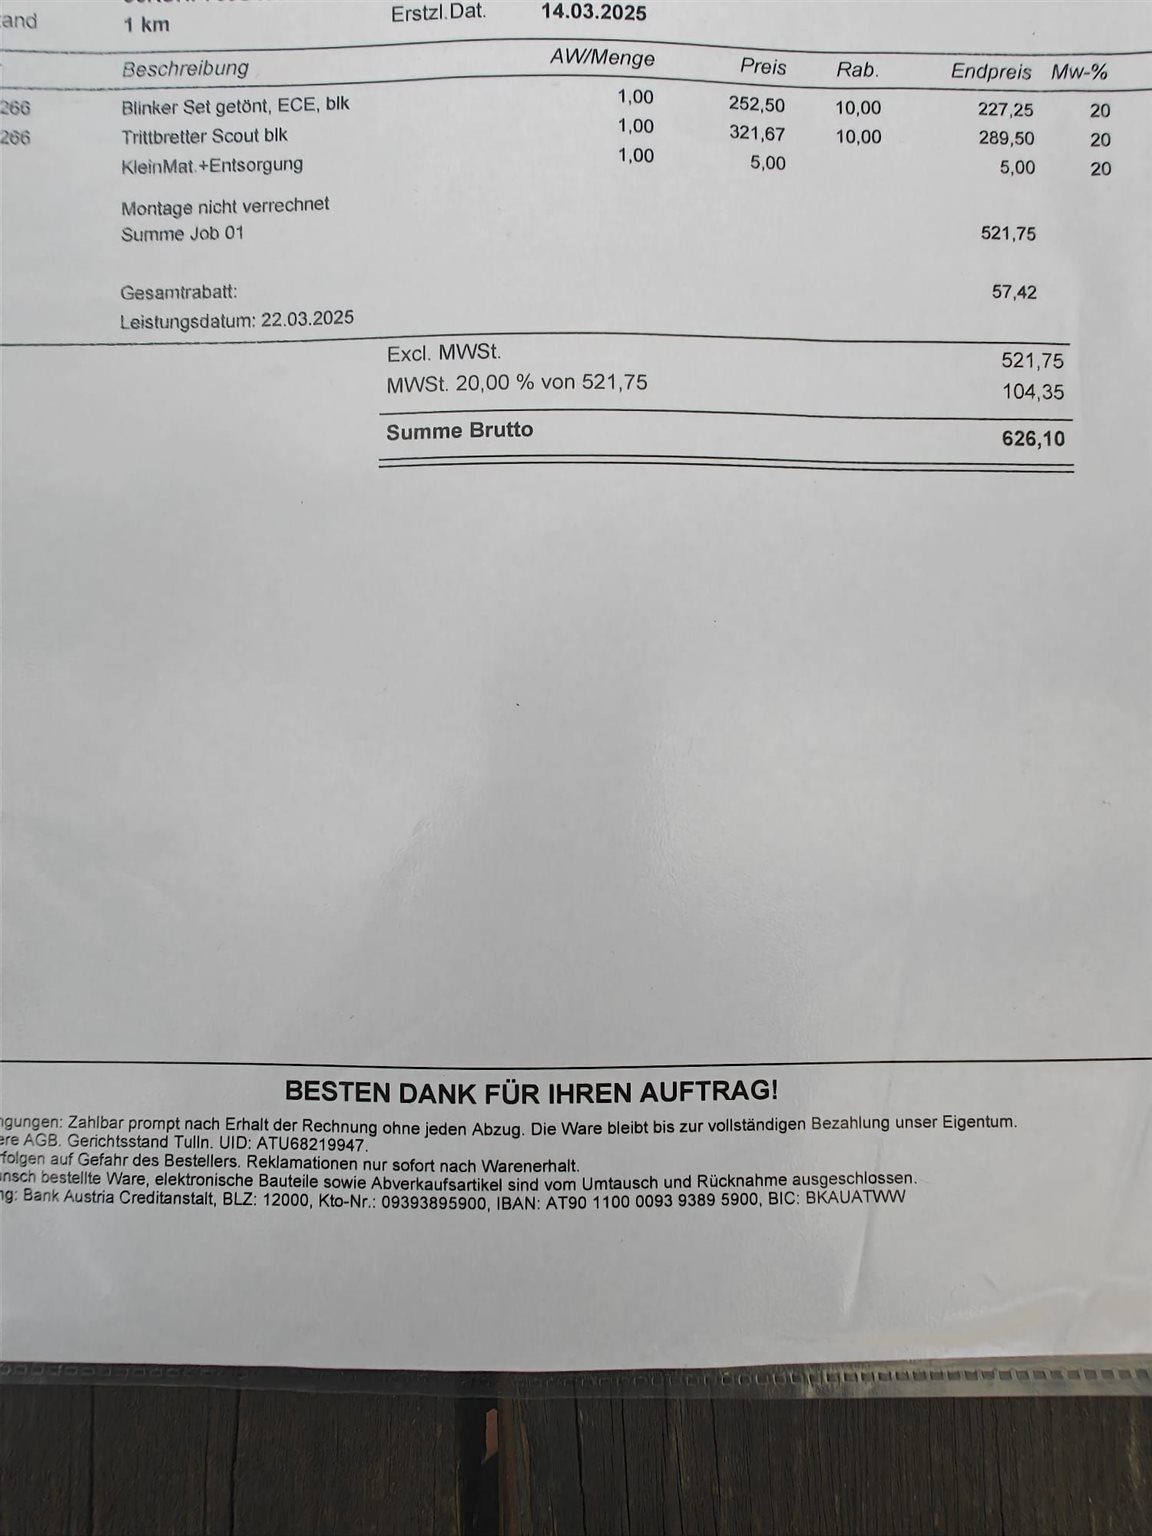 and 1 km Erstzl.Dat. 14.03.2025
Beschreibung AW/Menge Preis Rab. Endpreis Mw-%
266 Blinker Set getönt, ECE, blk 1,00 252,50 10,00 227,25 20
266 Trittbretter Scout blk 1,00 321,67 10,00 289,50 20
KleinMat.+Entsorgung 1,00 5,00 5,00 20
Montage nicht verrechnet
Summe Job 01 521,75
Gesamtrabatt: 57,42
Leistungsdatum: 22.03.2025
Excl. MWSt. 521,75
MWSt. 20,00 % von 521,75 104,35
Summe Brutto 626,10
BESTEN DANK FÜR IHREN AUFTRAG!
ngungen: Zahlbar prompt nach Erhalt der Rechnung ohne jeden Abzug. Die Ware bleibt bis zur vollständigen Bezahlung unser Eigentum.
ere AGB. Gerichtsstand Tulln. UID: ATU68219947.
rfolgen auf Gefahr des Bestellers. Reklamationen nur sofort nach Warenerhalt.
unsch bestellte Ware, elektronische Bauteile sowie Abverkaufsartikel sind vom Umtausch und Rücknahme ausgeschlossen.
ng: Bank Austria Creditanstalt, BLZ: 12000, Kto-Nr.: 09393895900, IBAN: AT90 1100 0093 9389 5900, BIC: BKAUATWW